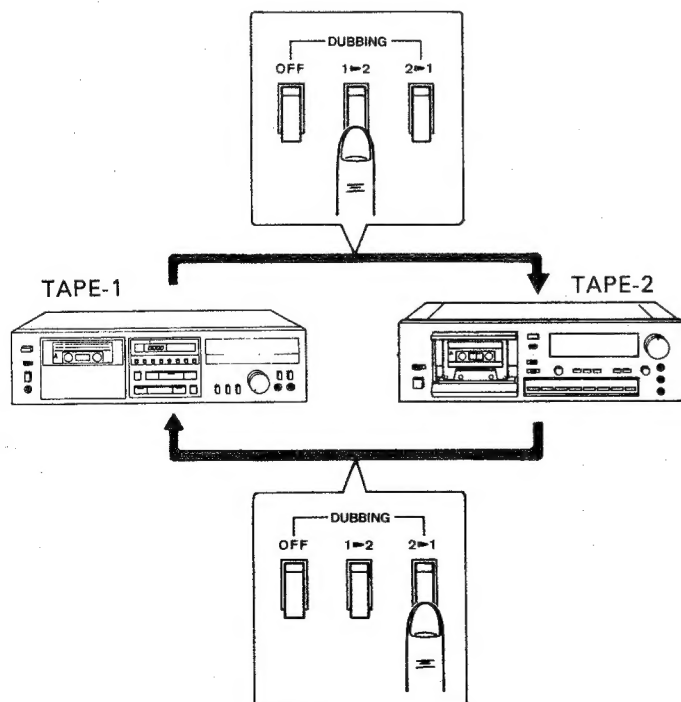 DUBBING
OFF 1►2 2►1
TAPE-1
TAPE-2
DUBBING
OFF 1►2 2►1